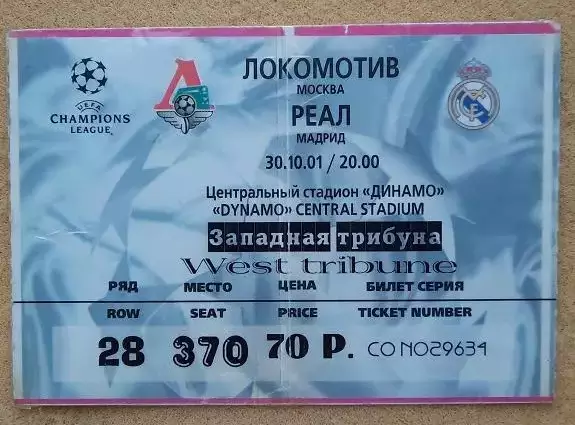 UEFA
CHAMPIONS
LEAGUE
ЛОКОМОТИВ
МОСКВА
РЕАЛ
МАДРИД
30.10.01 / 20.00
Центральный стадион «ДИНАМО»
«DYNAMO» CENTRAL STADIUM
Западная трибуна
West tribune
РЯД МЕСТО ЦЕНА БИЛЕТ СЕРИЯ
ROW SEAT PRICE TICKET NUMBER
28 370 70 Р. СО NO29634